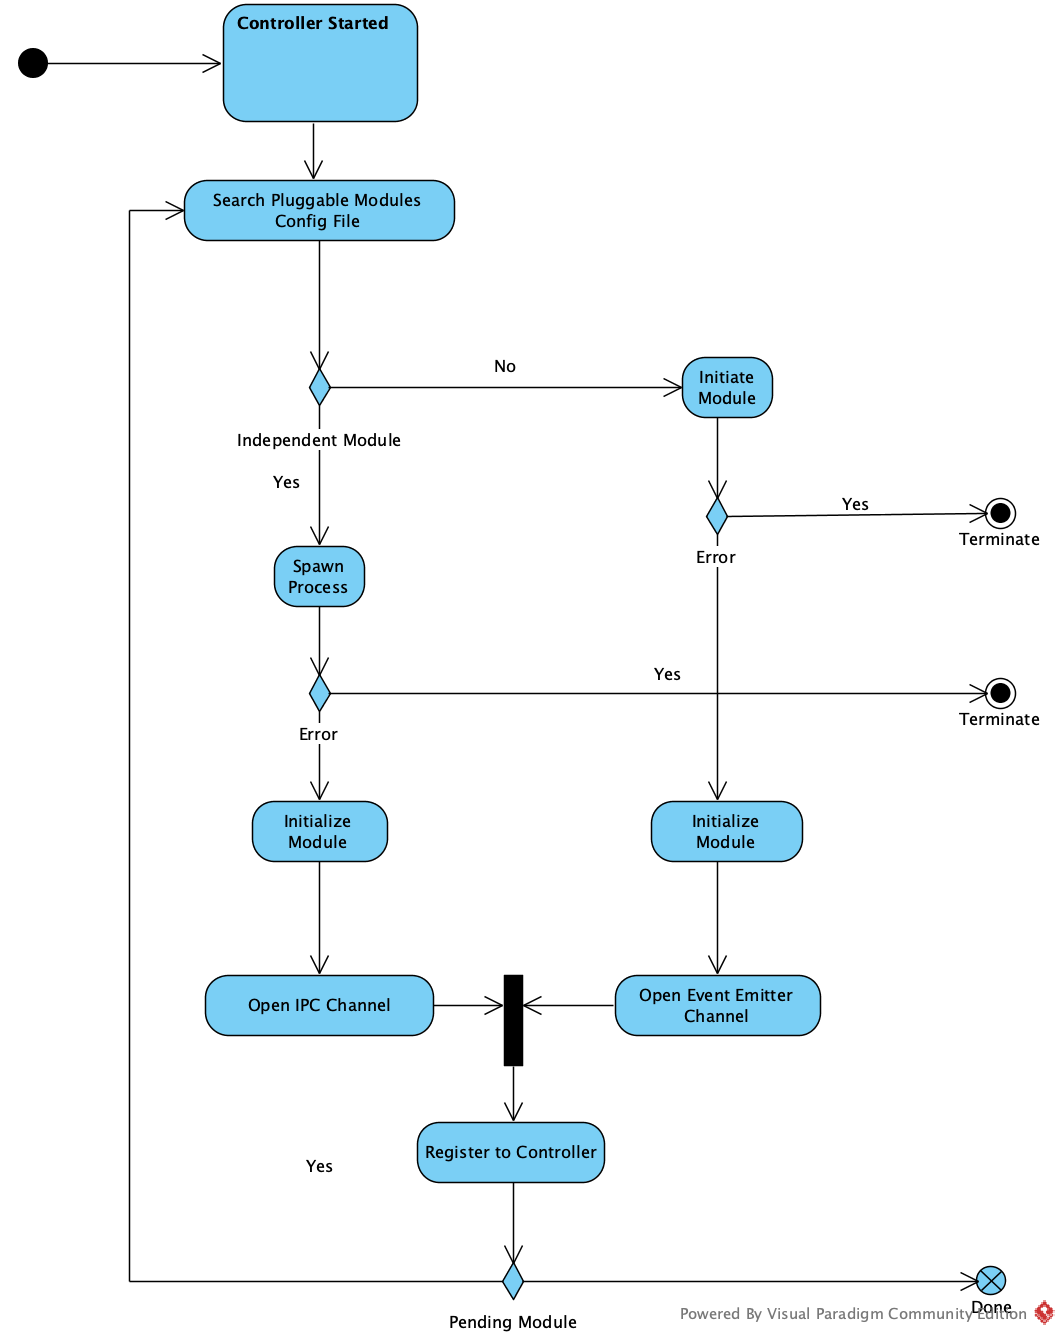 Controller Started
Search Pluggable Modules
Config File
No
Initiate
Module
Independent Module
Yes
Yes
Terminate
Error
Spawn
Process
Yes
Terminate
Error
Initialize
Module
Initialize
Module
Open IPC Channel
Open Event Emitter
Channel
Register to Controller
Yes
Done
Powered By Visual Paradigm Community Edition
Pending Module